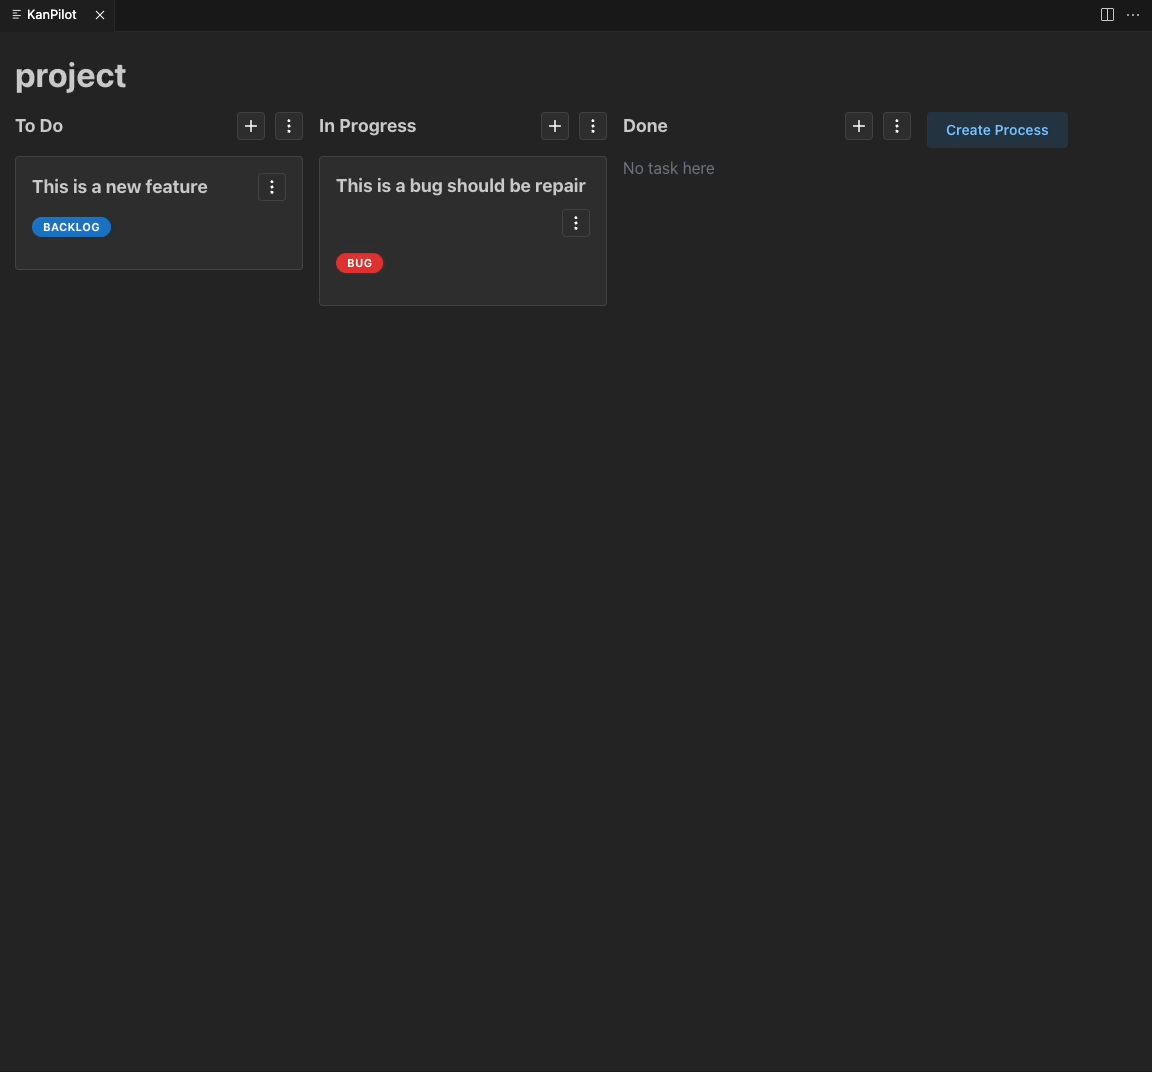 KanPilot
project
To Do
In Progress
Done
Create Process
This is a new feature
BACKLOG
This is a bug should be repair
BUG
No task here